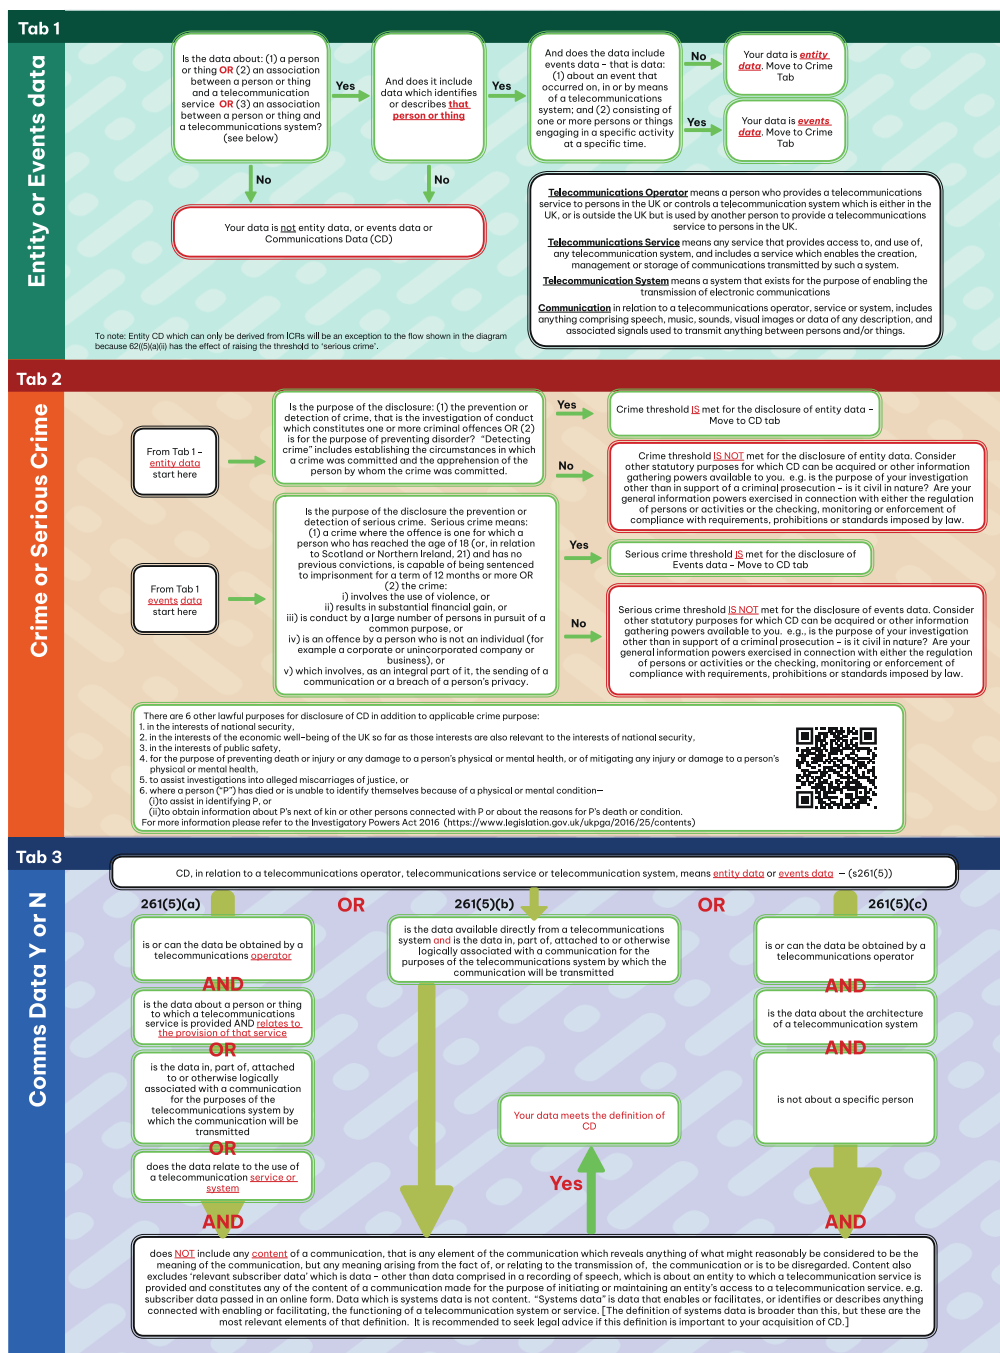 Tab 1
Entity or Events data
Is the data about: (1) a person
or thing OR (2) an association
between a person or thing
and a telecommunication
service OR (3) an association
between a person or thing and
a telecommunications system?
(see below)
Yes
And does it include
data which identifies
or describes that
person or thing
Yes
And does the data include
events data – that is data:
(1) about an event that
occurred on, in or by means
of a telecommunications
system; and (2) consisting of
one or more persons or things
engaging in a specific activity
at a specific time.
No
Your data is entity
data. Move to Crime
Tab
Yes
Your data is events
data. Move to Crime
Tab
No
No
Your data is not entity data, or events data or
Communications Data (CD)
Telecommunications Operator means a person who provides a telecommunications
service to persons in the UK or controls a telecommunication system which is either in the
UK, or is outside the UK but is used by another person to provide a telecommunications
service to persons in the UK.
Telecommunications Service means any service that provides access to, and use of,
any telecommunication system, and includes a service which enables the creation,
management or storage of communications transmitted by such a system.
Telecommunication System means a system that exists for the purpose of enabling the
transmission of electronic communications
Communication in relation to a telecommunications operator, service or system, includes
anything comprising speech, music, sounds, visual images or data of any description, and
associated signals used to transmit anything between persons and/or things.
To note: Entity CD which can only be derived from ICRs will be an exception to the flow shown in the diagram
because 62((5)(a)(ii) has the effect of raising the threshold to 'serious crime'.
Tab 2
Crime or Serious Crime
From Tab 1 –
entity data
start here
Is the purpose of the disclosure: (1) the prevention or
detection of crime, that is the investigation of conduct
which constitutes one or more criminal offences OR (2)
is for the purpose of preventing disorder? “Detecting
crime” includes establishing the circumstances in which
a crime was committed and the apprehension of the
person by whom the crime was committed.
Yes
Crime threshold IS met for the disclosure of entity data –
Move to CD tab
No
Crime threshold IS NOT met for the disclosure of entity data. Consider
other statutory purposes for which CD can be acquired or other information
gathering powers available to you. e.g. is the purpose of your investigation
other than in support of a criminal prosecution – is it civil in nature? Are your
general information powers exercised in connection with either the regulation
of persons or activities or the checking, monitoring or enforcement of
compliance with requirements, prohibitions or standards imposed by law.
From Tab 1
events data
start here
Is the purpose of the disclosure the prevention or
detection of serious crime. Serious crime means:
(1) a crime where the offence is one for which a
person who has reached the age of 18 (or, in relation
to Scotland or Northern Ireland, 21) and has no
previous convictions, is capable of being sentenced
to imprisonment for a term of 12 months or more OR
(2) the crime:
i) involves the use of violence, or
ii) results in substantial financial gain, or
iii) is conduct by a large number of persons in pursuit of a
common purpose, or
iv) is an offence by a person who is not an individual (for
example a corporate or unincorporated company or
business), or
v) which involves, as an integral part of it, the sending of a
communication or a breach of a person's privacy.
Yes
Serious crime threshold IS met for the disclosure of
Events data – Move to CD tab
No
Serious crime threshold IS NOT met for the disclosure of events data. Consider
other statutory purposes for which CD can be acquired or other information
gathering powers available to you. e.g., is the purpose of your investigation
other than in support of a criminal prosecution – is it civil in nature? Are your
general information powers exercised in connection with either the regulation
of persons or activities or the checking, monitoring or enforcement of
compliance with requirements, prohibitions or standards imposed by law.
There are 6 other lawful purposes for disclosure of CD in addition to applicable crime purpose:
1. in the interests of national security,
2. in the interests of the economic well–being of the UK so far as those interests are also relevant to the interests of national security,
3. in the interests of public safety,
4. for the purpose of preventing death or injury or any damage to a person's physical or mental health, or of mitigating any injury or damage to a person's
physical or mental health,
5. to assist investigations into alleged miscarriages of justice, or
6. where a person (“P”) has died or is unable to identify themselves because of a physical or mental condition—
(i)to assist in identifying P, or
(ii)to obtain information about P's next of kin or other persons connected with P or about the reasons for P's death or condition.
For more information please refer to the Investigatory Powers Act 2016 (https://www.legislation.gov.uk/ukpga/2016/25/contents)
Tab 3
Comms Data Y or N
CD, in relation to a telecommunications operator, telecommunications service or telecommunication system, means entity data or events data – (s261(5))
261(5)(a)
OR
261(5)(b)
OR
261(5)(c)
is or can the data be obtained by a
telecommunications operator
AND
is the data about a person or thing
to which a telecommunications
service is provided AND relates to
the provision of that service
OR
is the data in, part of, attached
to or otherwise logically
associated with a communication
for the purposes of the
telecommunications system by
which the communication will be
transmitted
OR
does the data relate to the use of
a telecommunication service or
system
AND
is the data available directly from a telecommunications
system and is the data in, part of, attached to or otherwise
logically associated with a communication for the
purposes of the telecommunications system by which the
communication will be transmitted
Your data meets the definition of
CD
Yes
is or can the data be obtained by a
telecommunications operator
AND
is the data about the architecture
of a telecommunication system
AND
is not about a specific person
AND
does NOT include any content of a communication, that is any element of the communication which reveals anything of what might reasonably be considered to be the
meaning of the communication, but any meaning arising from the fact of, or relating to the transmission of, the communication or is to be disregarded. Content also
excludes ‘relevant subscriber data’ which is data – other than data comprised in a recording of speech, which is about an entity to which a telecommunication service is
provided and constitutes any of the content of a communication made for the purpose of initiating or maintaining an entity's access to a telecommunication service. e.g.
subscriber data passed in an online form. Data which is systems data is not content. “Systems data” is data that enables or facilitates, or identifies or describes anything
connected with enabling or facilitating, the functioning of a telecommunication system or service. [The definition of systems data is broader than this, but these are the
most relevant elements of that definition. It is recommended to seek legal advice if this definition is important to your acquisition of CD.]